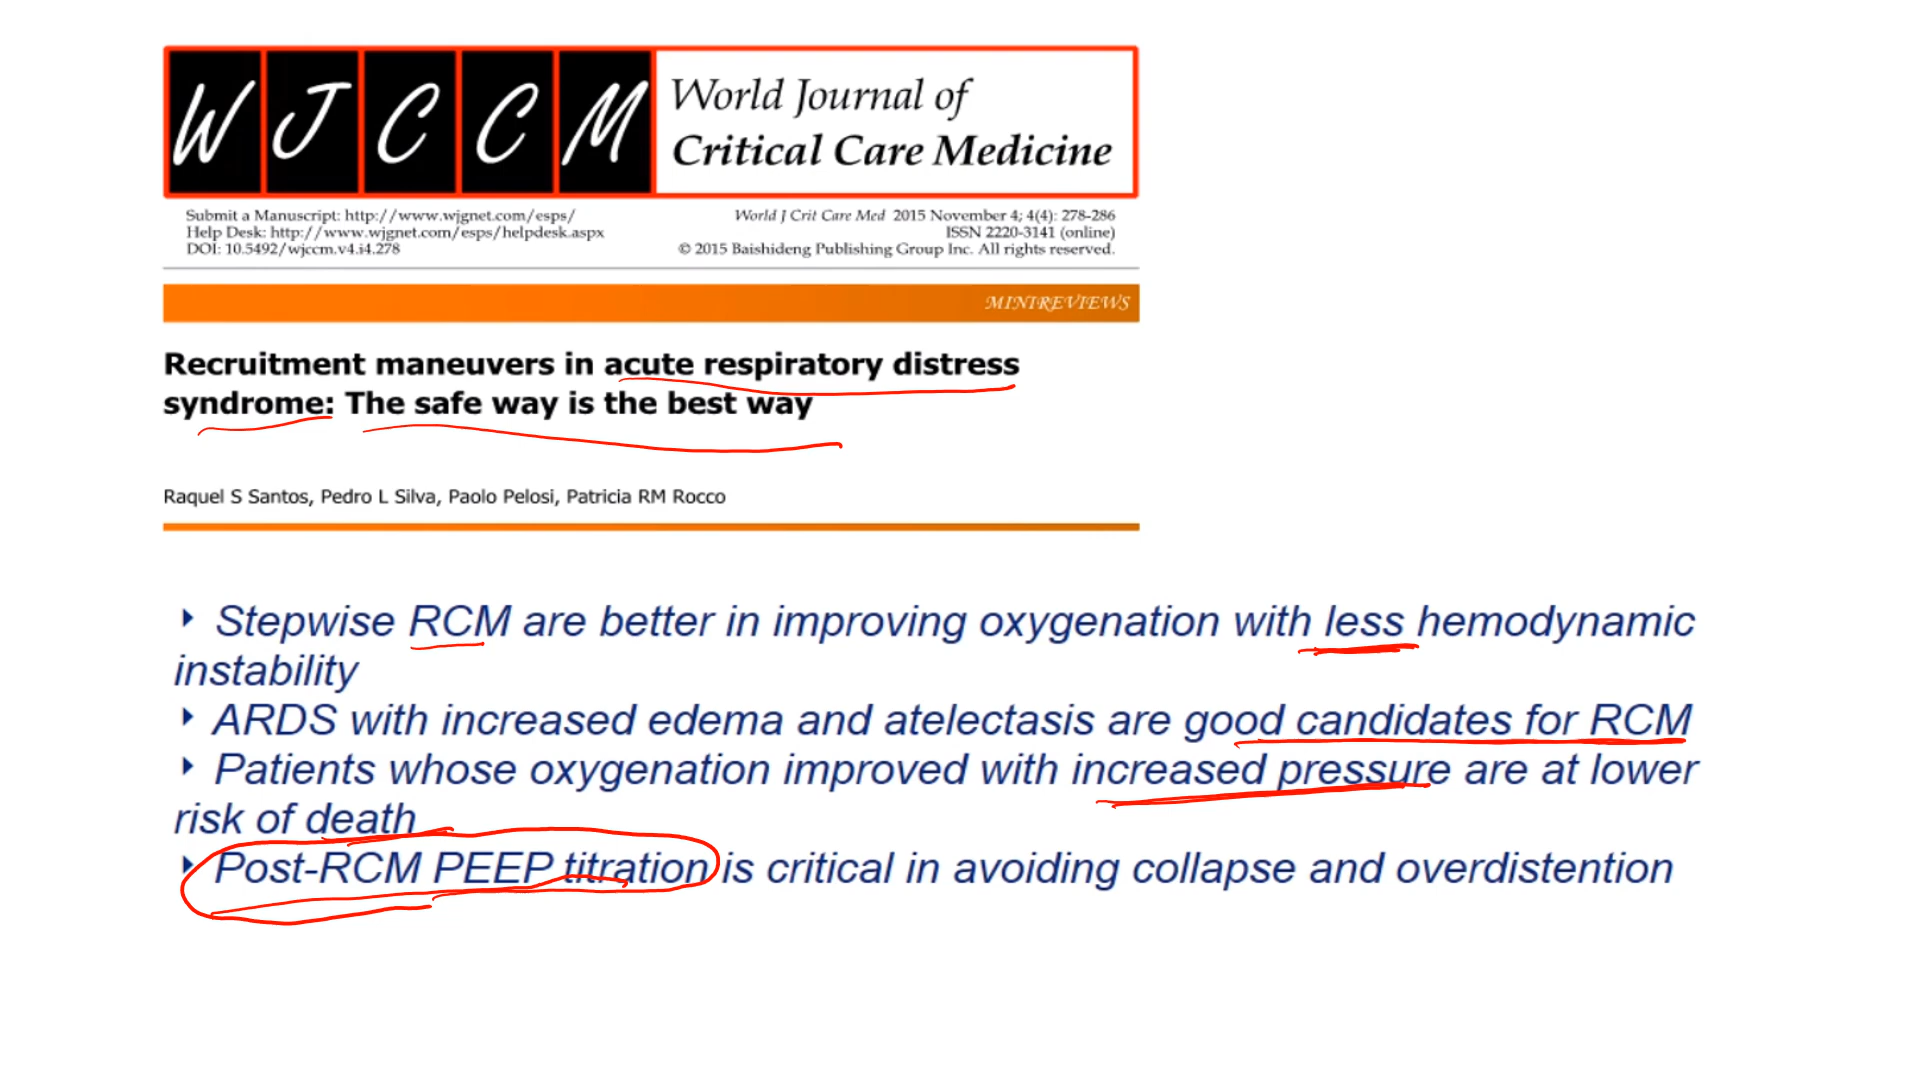 WJCCM
World Journal of
Critical Care Medicine
Submit a Manuscript: http://www.wjgnet.com/esps/
Help Desk: http://www.wjgnet.com/esps/helpdesk.aspx
DOI: 10.5492/wjccm.v4.i4.278
World J Crit Care Med 2015 November 4; 4(4): 278-286
ISSN 2220-3141 (online)
© 2015 Baishideng Publishing Group Inc. All rights reserved.
MINIREVIEWS
Recruitment maneuvers in acute respiratory distress
syndrome: The safe way is the best way
Raquel S Santos, Pedro L Silva, Paolo Pelosi, Patricia RM Rocco
‣ Stepwise RCM are better in improving oxygenation with less hemodynamic
instability
‣ ARDS with increased edema and atelectasis are good candidates for RCM
‣ Patients whose oxygenation improved with increased pressure are at lower
risk of death
‣ Post-RCM PEEP titration is critical in avoiding collapse and overdistention